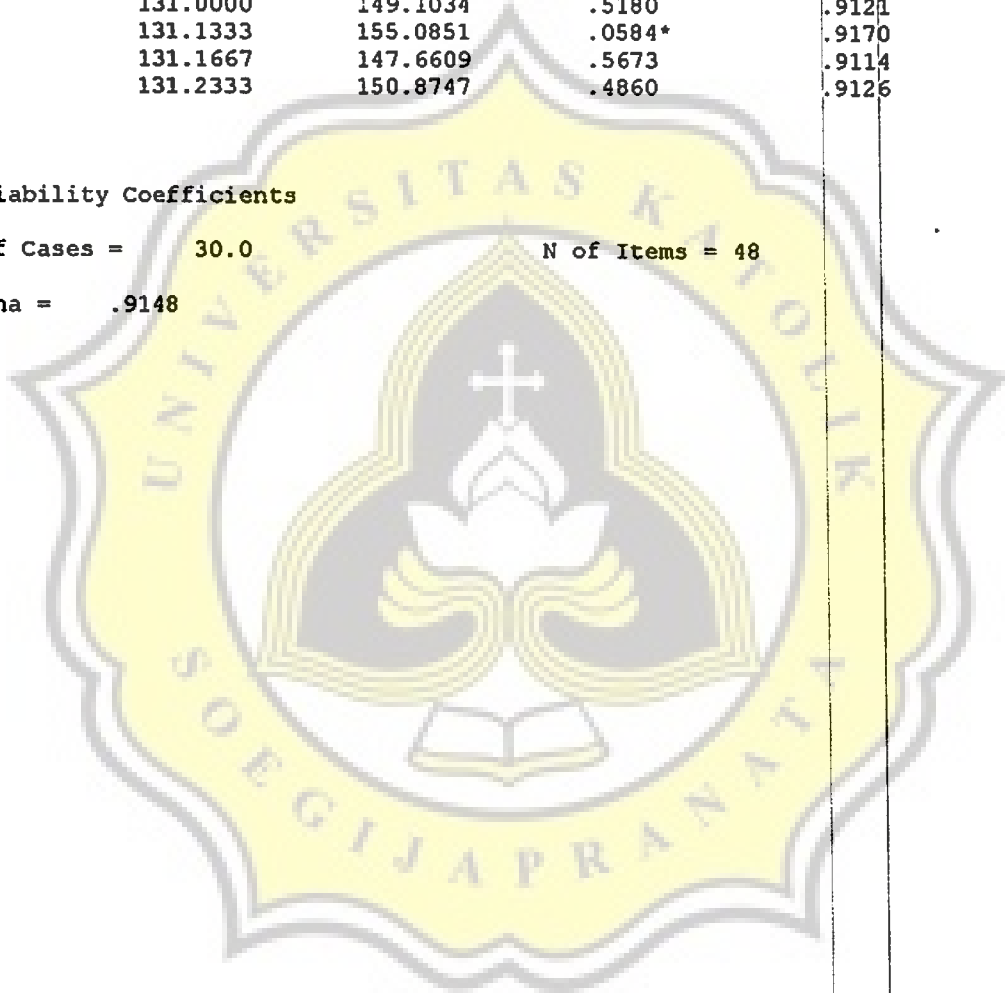 131.0000 149.1034 .5180 .9121
131.1333 155.0851 .0584* .9170
131.1667 147.6609 .5673 .9114
131.2333 150.8747 .4860 .9126
iability Coefficients
f Cases = 30.0 N of Items = 48
na = .9148
UNIVERSITAS KATOLIK
SOEGIJAPRANATA